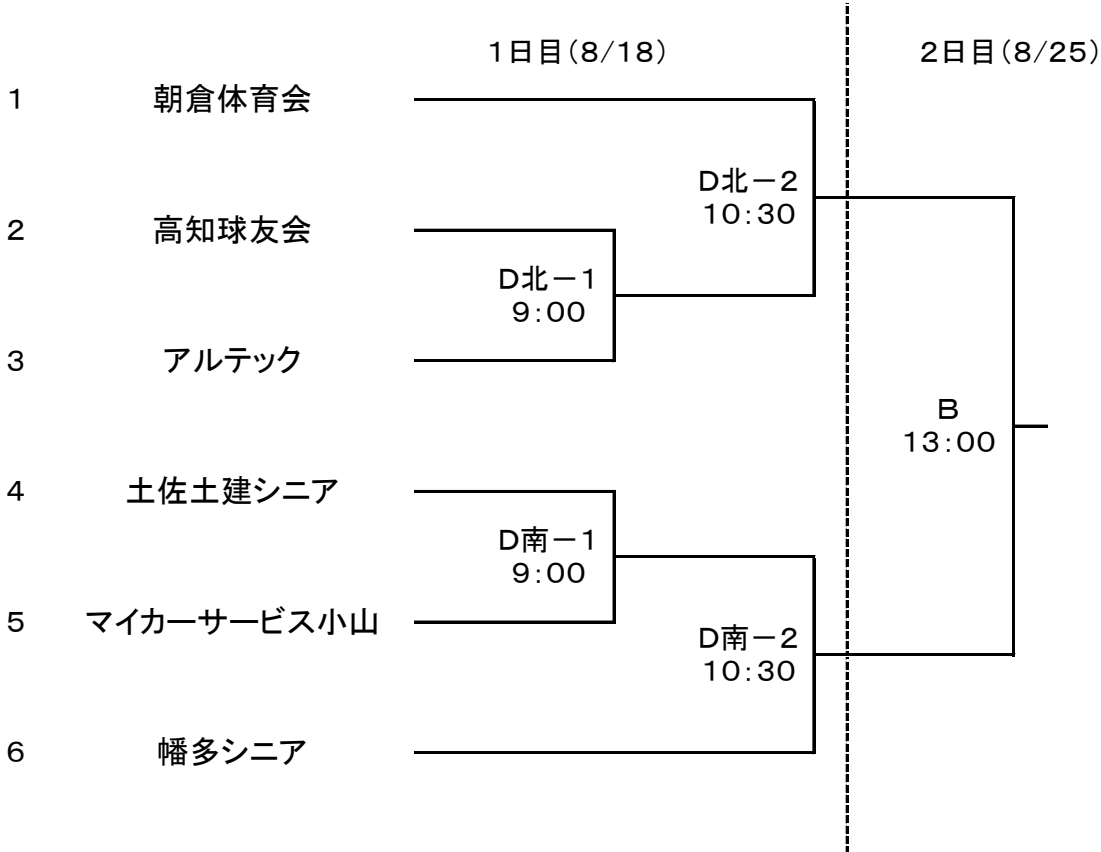 1日目(8/18)
2日目(8/25)
1 朝倉体育会
D北－2
10:30
2 高知球友会
D北－1
9:00
3 アルテック
B
13:00
4 土佐土建シニア
D南－1
9:00
5 マイカーサービス小山
D南－2
10:30
6 幡多シニア